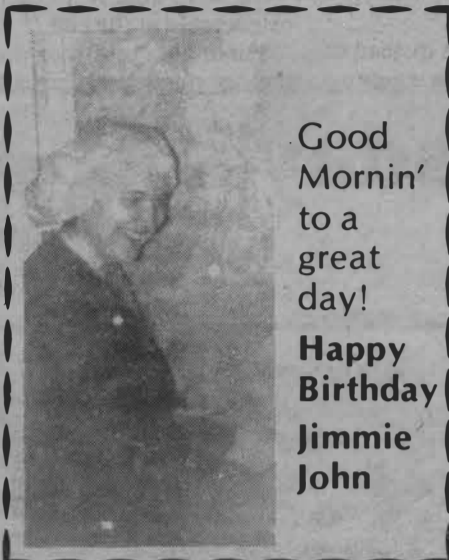 Good
Mornin'
to a
great
day!
Happy
Birthday
Jimmie
John